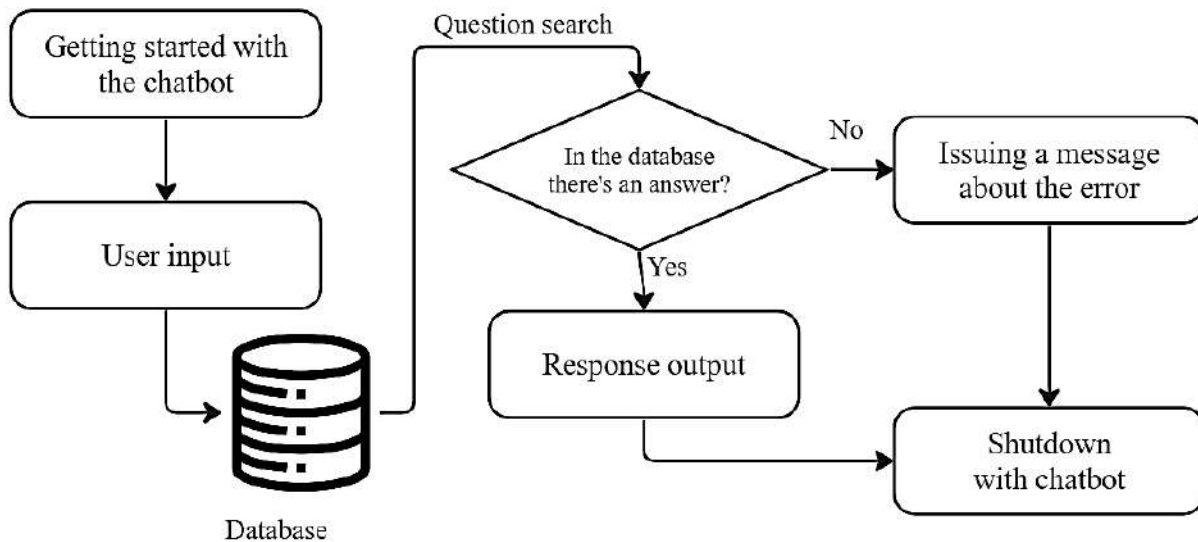 Getting started with
the chatbot
User input
Database
Question search
In the database
there's an answer?
No
Issuing a message
about the error
Yes
Response output
Shutdown
with chatbot